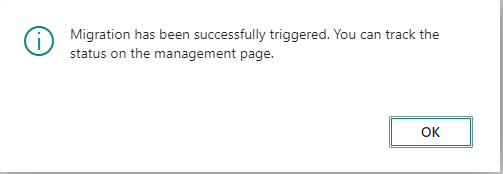 Migration has been successfully triggered. You can track the
status on the management page.
OK